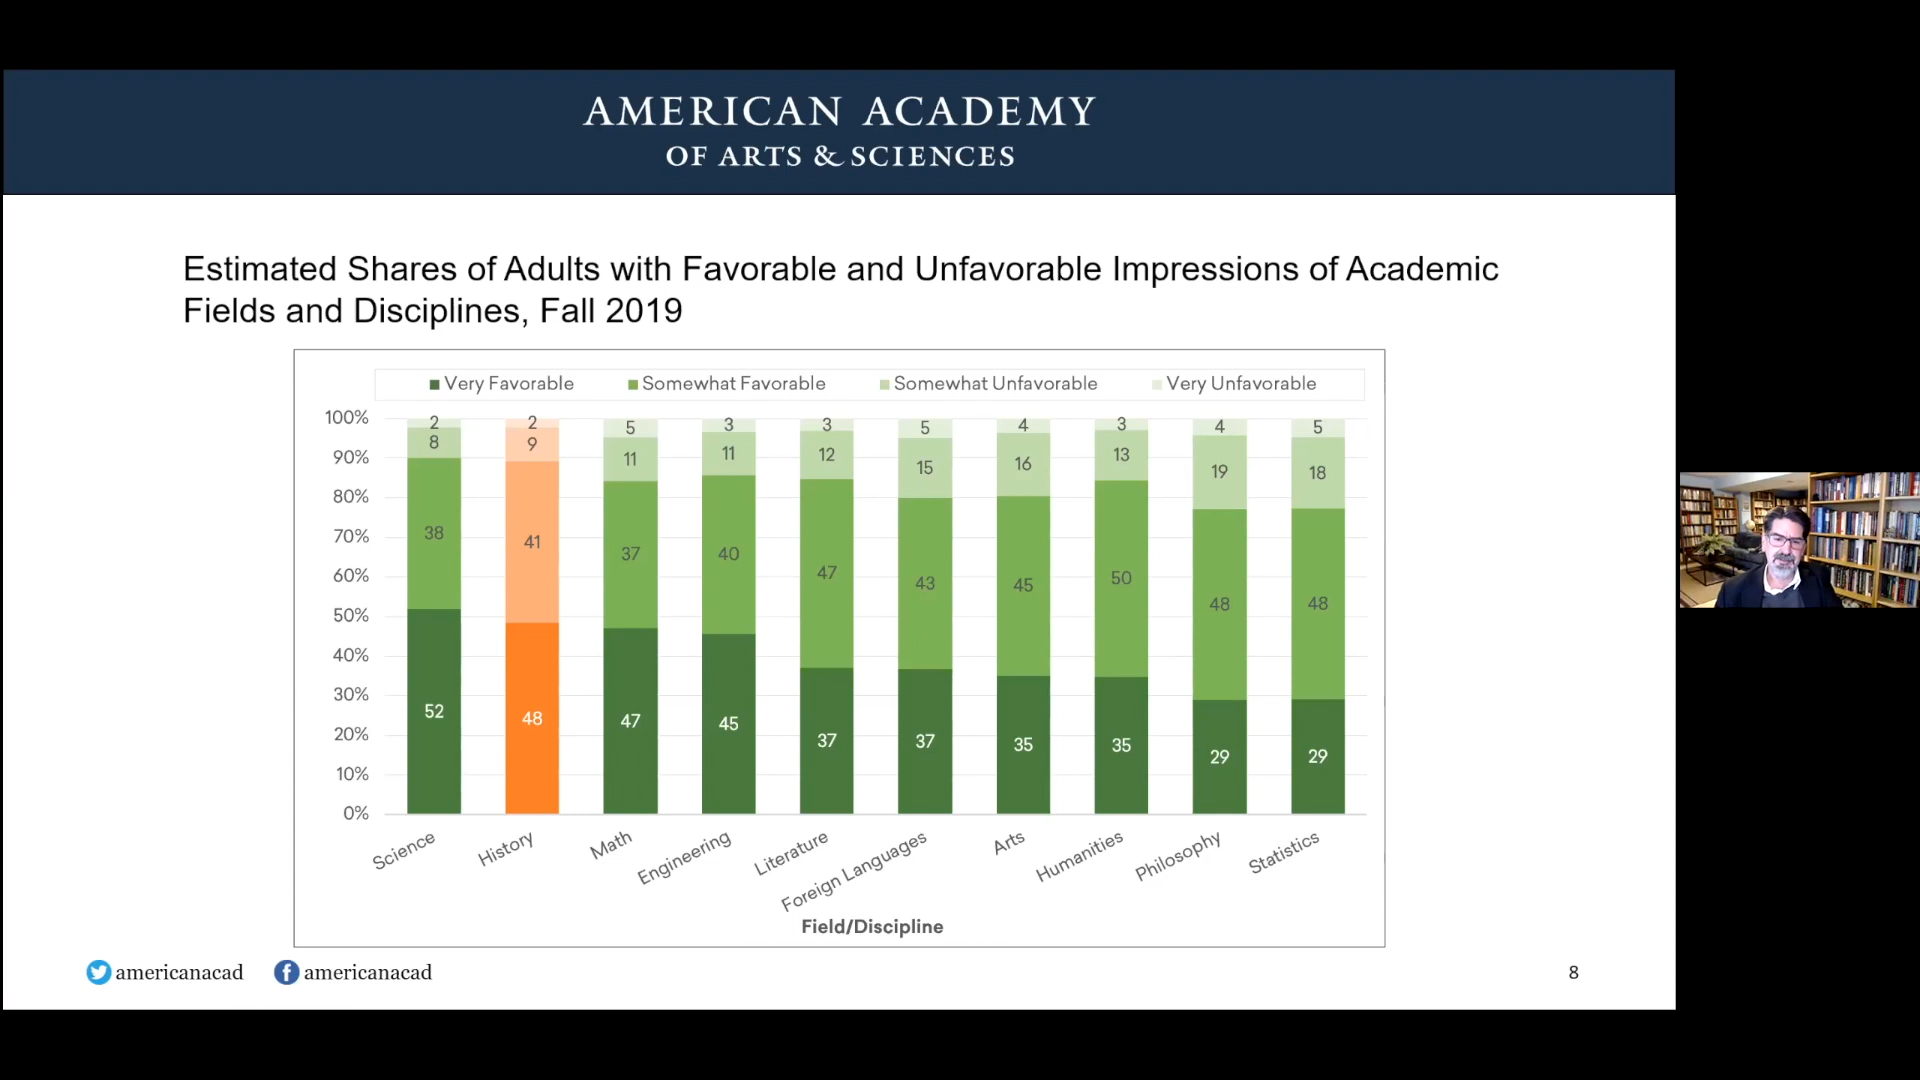 AMERICAN ACADEMY
OF ARTS & SCIENCES
Estimated Shares of Adults with Favorable and Unfavorable Impressions of Academic
Fields and Disciplines, Fall 2019
Very Favorable Somewhat Favorable Somewhat Unfavorable Very Unfavorable
100% 2 2 5 3 3 5 4 3 4 5
90% 8 9 11 11 12 15 16 13 19 18
80%
70% 38 41 37 40 47 43 45 50 48 48
60%
50%
40%
30% 52 48 47 45 37 37 35 35 29 29
20%
10%
0%
Science History Math Engineering Literature Foreign Languages Arts Humanities Philosophy Statistics
Field/Discipline
americanacad americanacad 8